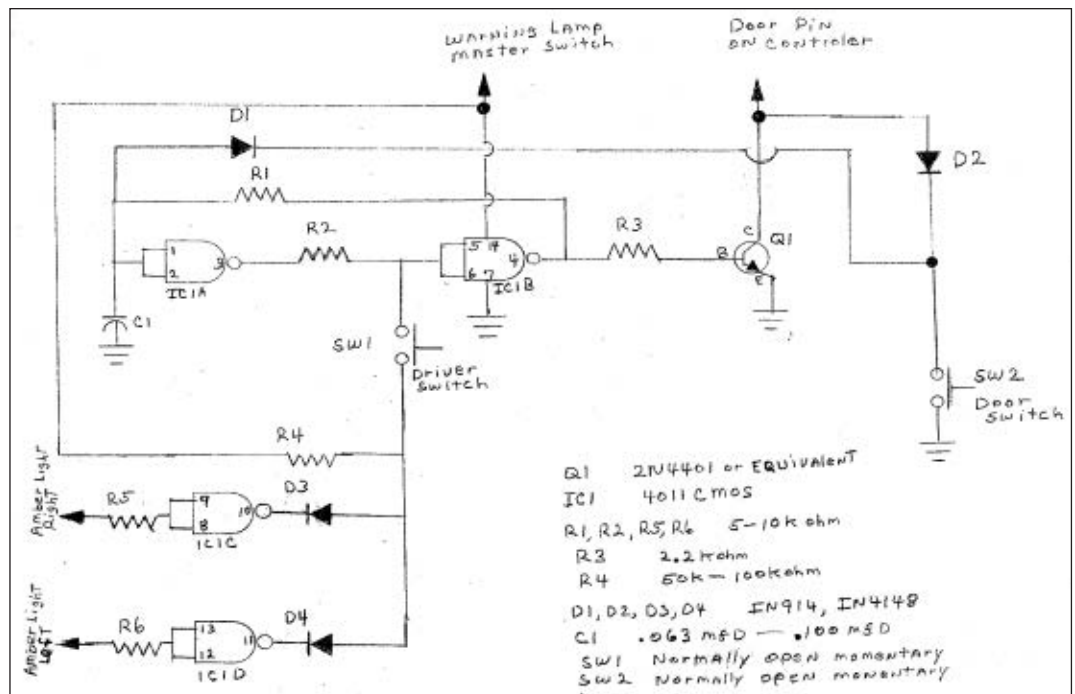 WARNING LAMP
MASTER SWITCH
Door Pin
on Controler
D1
R1
D2
R2
R3
C
Q1
B
E
1
2
3
IC1A
5 14
6 7
4
IC1B
C1
SW1
Driver
Switch
SW2
Door
Switch
R4
Amber Light
Right
R5
9
8
10
IC1C
D3
Amber Light
Left
R6
13
12
11
IC1D
D4
Q1 2N4401 or EQUIVALENT
IC1 4011 CMOS
R1, R2, R5, R6 5-10k ohm
R3 2.2k ohm
R4 50k - 100k ohm
D1, D2, D3, D4 IN914, IN4148
C1 .063 mFD - .100 mFD
SW1 Normally open momentary
SW2 Normally open momentary